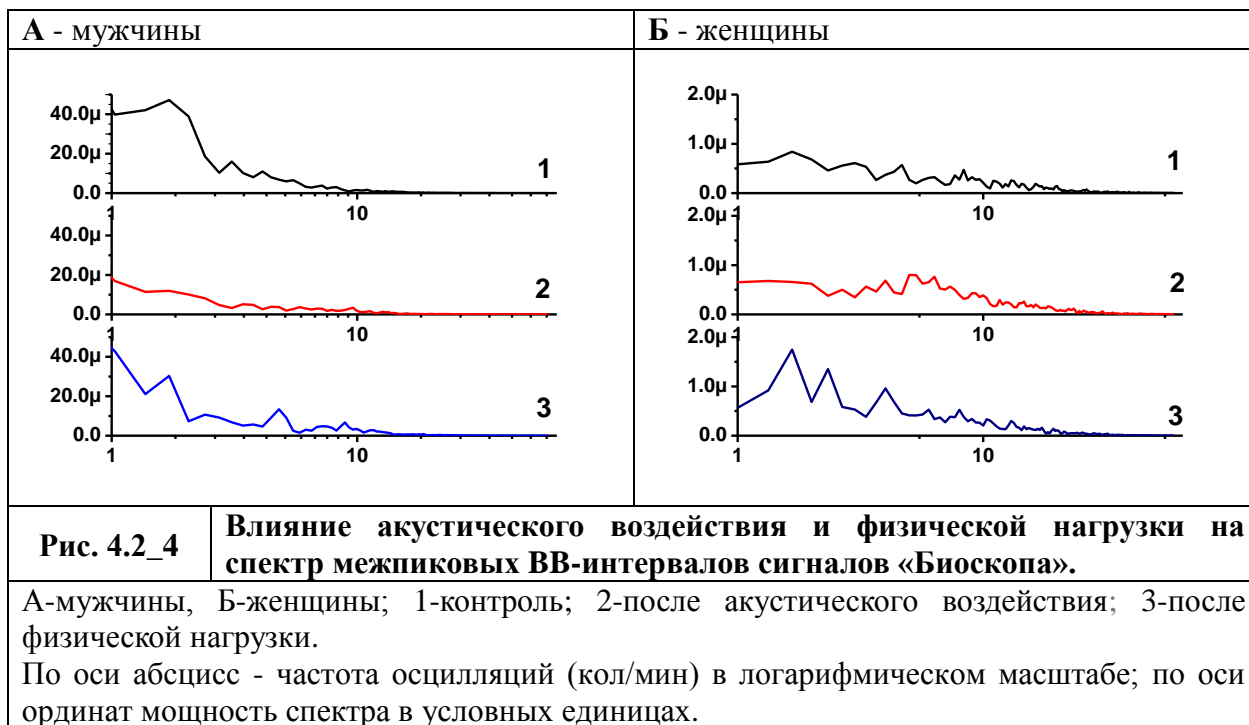 А - мужчины
Б - женщины
40.0µ
20.0µ
0.0
1
10
1
40.0µ
20.0µ
0.0
1
10
2
40.0µ
20.0µ
0.0
1
10
3
2.0µ
1.0µ
0.0
1
10
1
2.0µ
1.0µ
0.0
1
10
2
2.0µ
1.0µ
0.0
1
10
3
Рис. 4.2_4
Влияние акустического воздействия и физической нагрузки на
спектр межпиковых ВВ-интервалов сигналов «Биоскопа».
А-мужчины, Б-женщины; 1-контроль; 2-после акустического воздействия; 3-после
физической нагрузки.
По оси абсцисс - частота осцилляций (кол/мин) в логарифмическом масштабе; по оси
ординат мощность спектра в условных единицах.